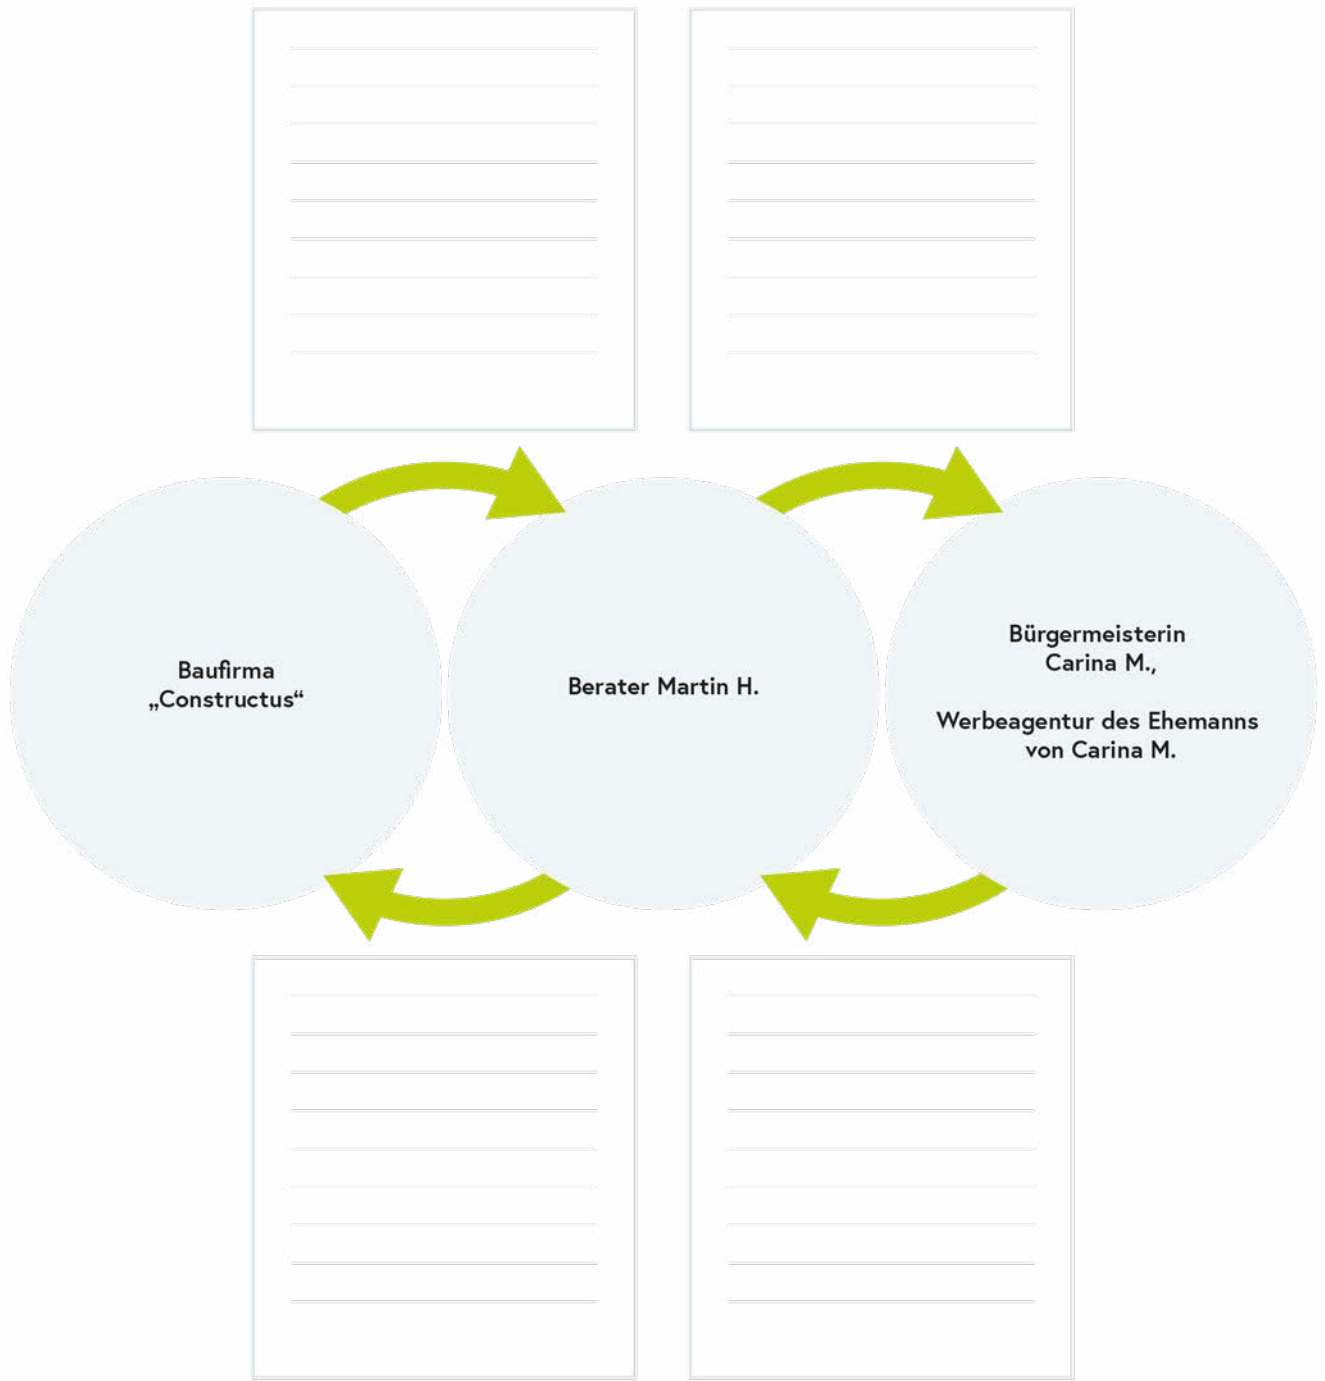 Baufirma
„Constructus“
Berater Martin H.
Bürgermeisterin
Carina M.,
Werbeagentur des Ehemanns
von Carina M.